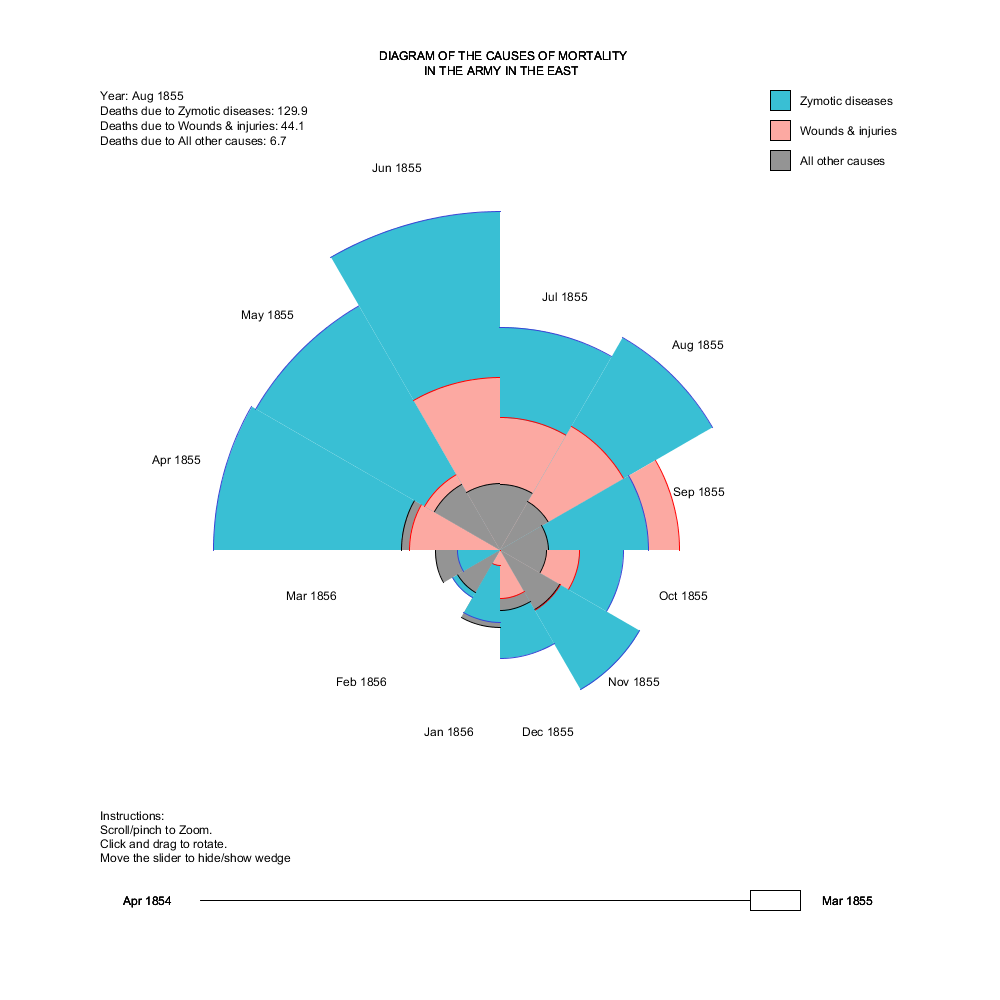 DIAGRAM OF THE CAUSES OF MORTALITY
IN THE ARMY IN THE EAST
Year: Aug 1855
Deaths due to Zymotic diseases: 129.9
Deaths due to Wounds & injuries: 44.1
Deaths due to All other causes: 6.7
Zymotic diseases
Wounds & injuries
All other causes
Jun 1855
Jul 1855
May 1855
Aug 1855
Apr 1855
Sep 1855
Mar 1856
Oct 1855
Feb 1856
Nov 1855
Jan 1856
Dec 1855
Instructions:
Scroll/pinch to Zoom.
Click and drag to rotate.
Move the slider to hide/show wedge
Apr 1854
Mar 1855